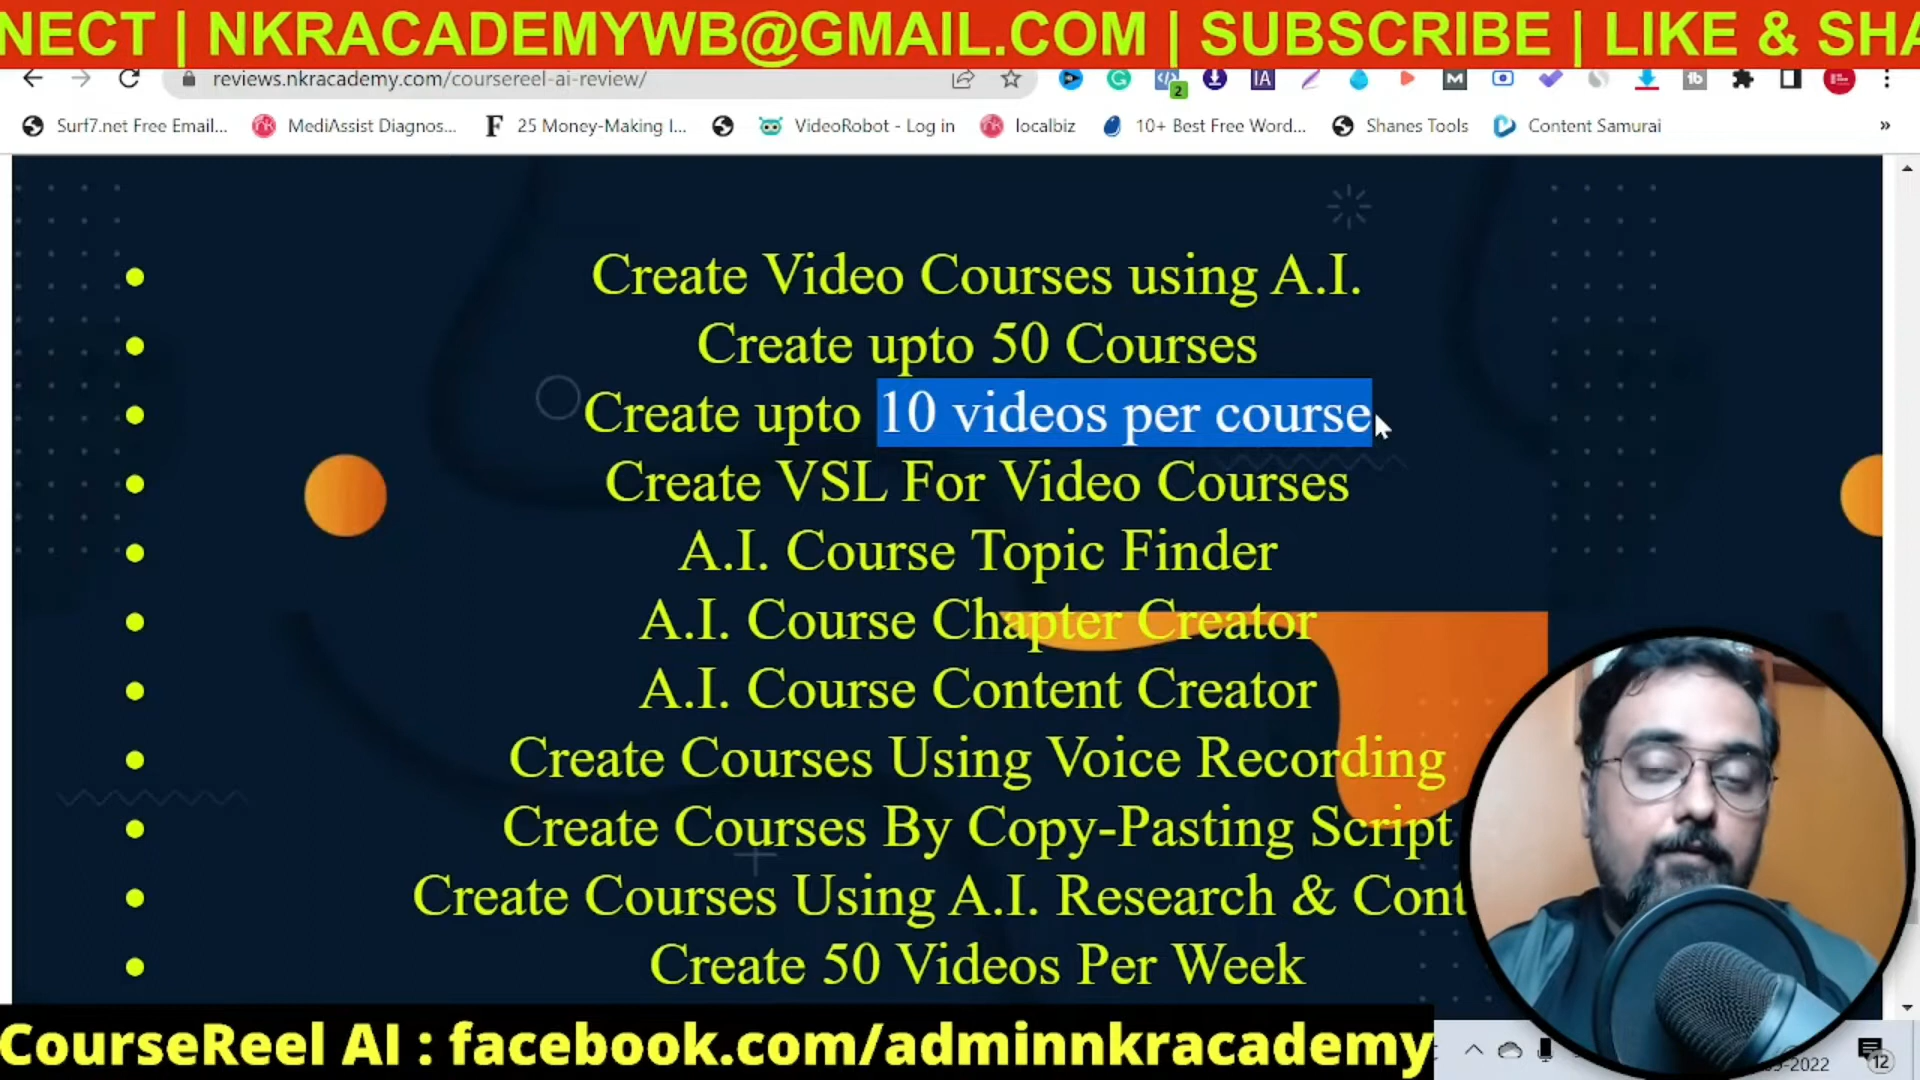 NECT | NKRACADEMYWB@GMAIL.COM | SUBSCRIBE | LIKE & SHA
reviews.nkracademy.com/coursereel-ai-review/
2
IA
M
Surf7.net Free Email... MediAssist Diagnos... F 25 Money-Making I... VideoRobot - Log in localbiz 10+ Best Free Word... Shanes Tools Content Samurai »
Create Video Courses using A.I.
Create upto 50 Courses
Create upto 10 videos per course
Create VSL For Video Courses
A.I. Course Topic Finder
A.I. Course Chapter Creator
A.I. Course Content Creator
Create Courses Using Voice Recording
Create Courses By Copy-Pasting Script
Create Courses Using A.I. Research & Cont
Create 50 Videos Per Week
CourseReel AI : facebook.com/adminnkracademy
-2022
12